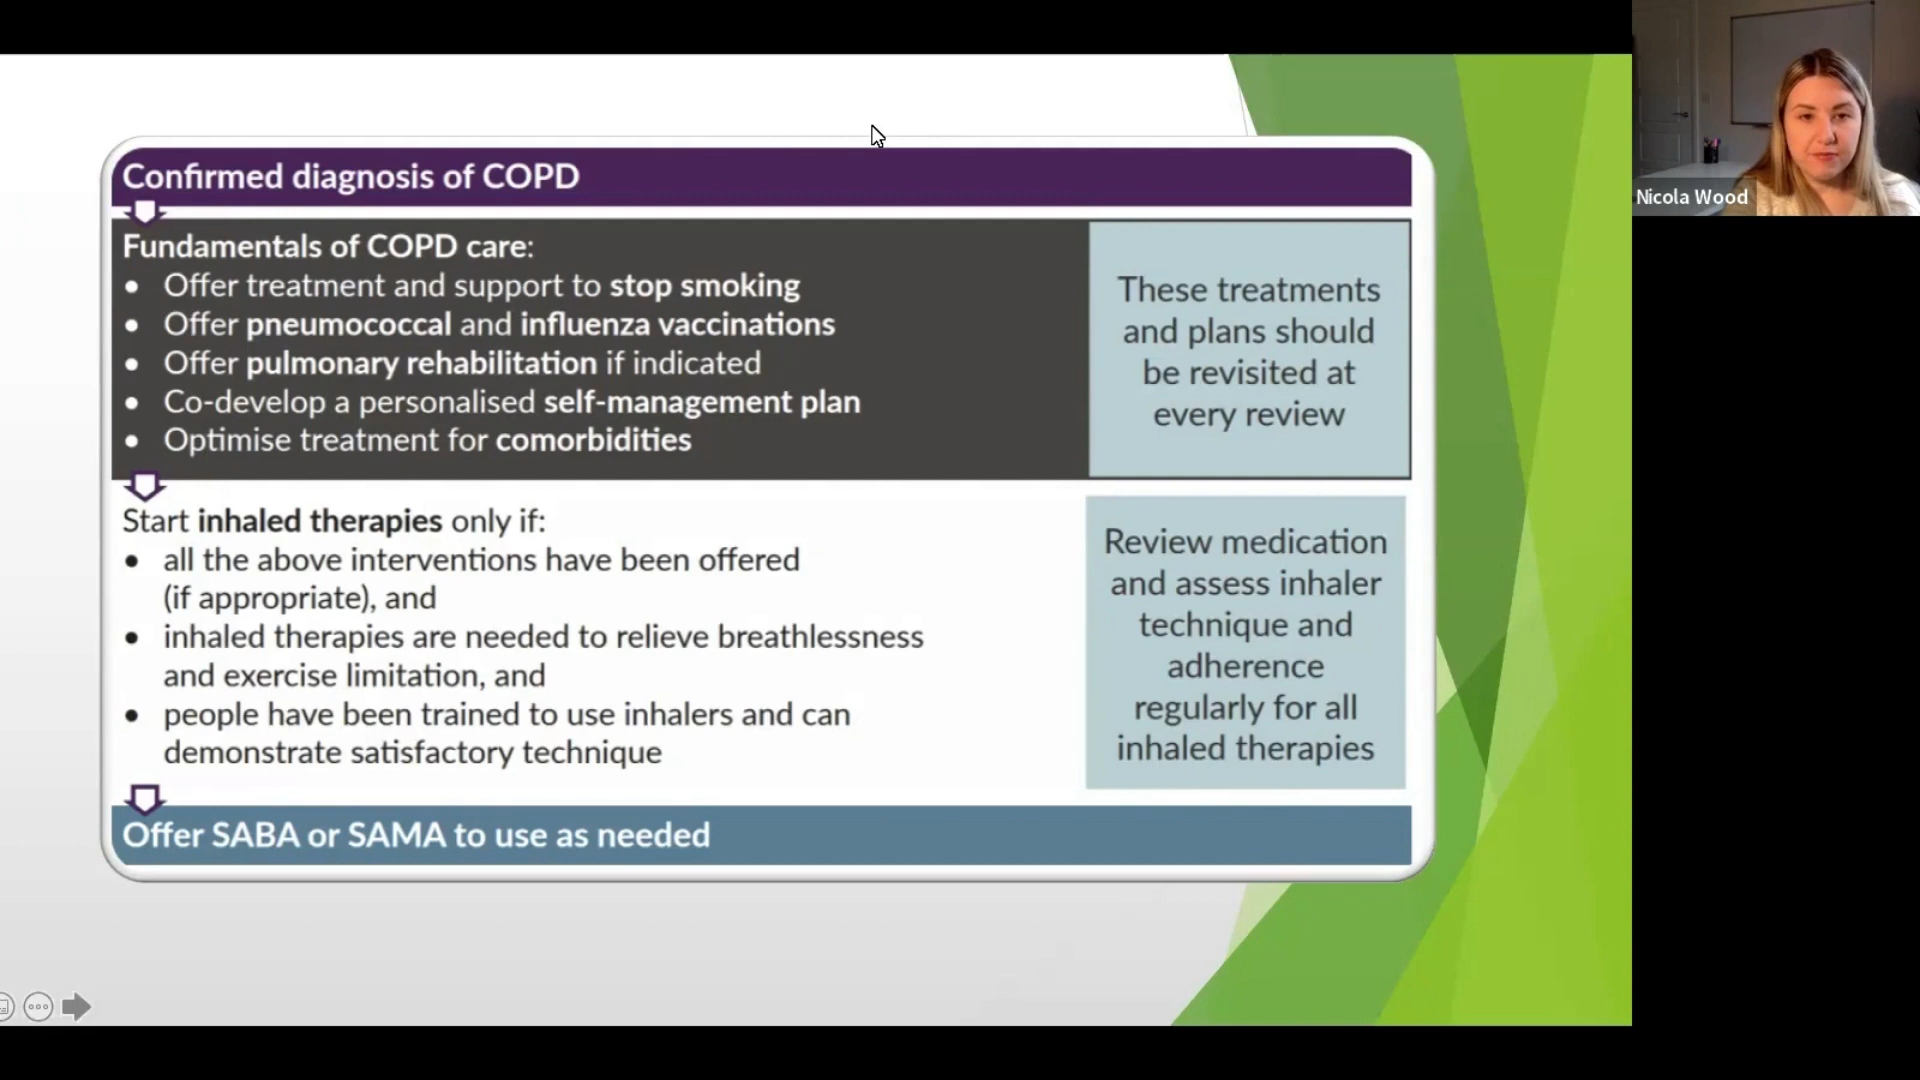 Confirmed diagnosis of COPD
Fundamentals of COPD care:
• Offer treatment and support to stop smoking
• Offer pneumococcal and influenza vaccinations
• Offer pulmonary rehabilitation if indicated
• Co-develop a personalised self-management plan
• Optimise treatment for comorbidities
These treatments
and plans should
be revisited at
every review
Start inhaled therapies only if:
• all the above interventions have been offered
(if appropriate), and
• inhaled therapies are needed to relieve breathlessness
and exercise limitation, and
• people have been trained to use inhalers and can
demonstrate satisfactory technique
Review medication
and assess inhaler
technique and
adherence
regularly for all
inhaled therapies
Offer SABA or SAMA to use as needed
Nicola Wood